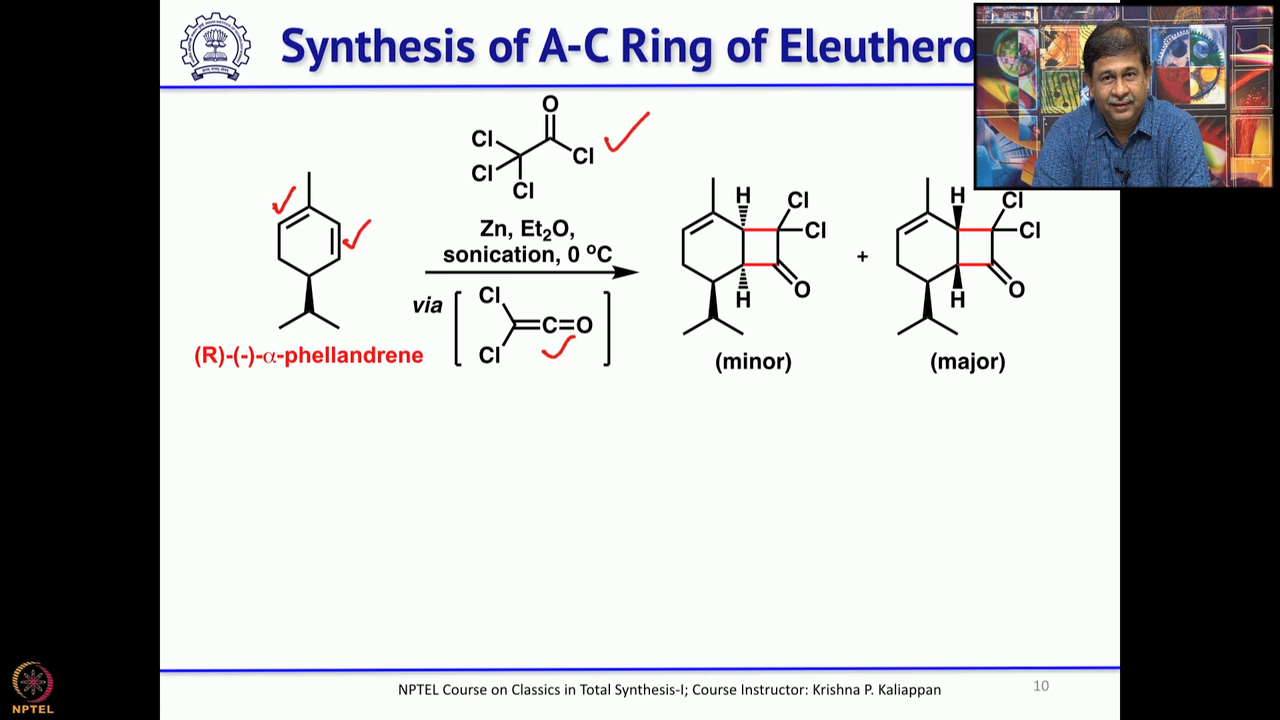 Synthesis of A-C Ring of Eleuthero
O
Cl
Cl
Cl
Cl
Zn, Et₂O,
sonication, 0 ºC
via
Cl
C=O
Cl
(R)-(-)-α-phellandrene
H
Cl
Cl
O
H
(minor)
+
H
Cl
Cl
O
H
(major)
NPTEL Course on Classics in Total Synthesis-I; Course Instructor: Krishna P. Kaliappan
10
NPTEL